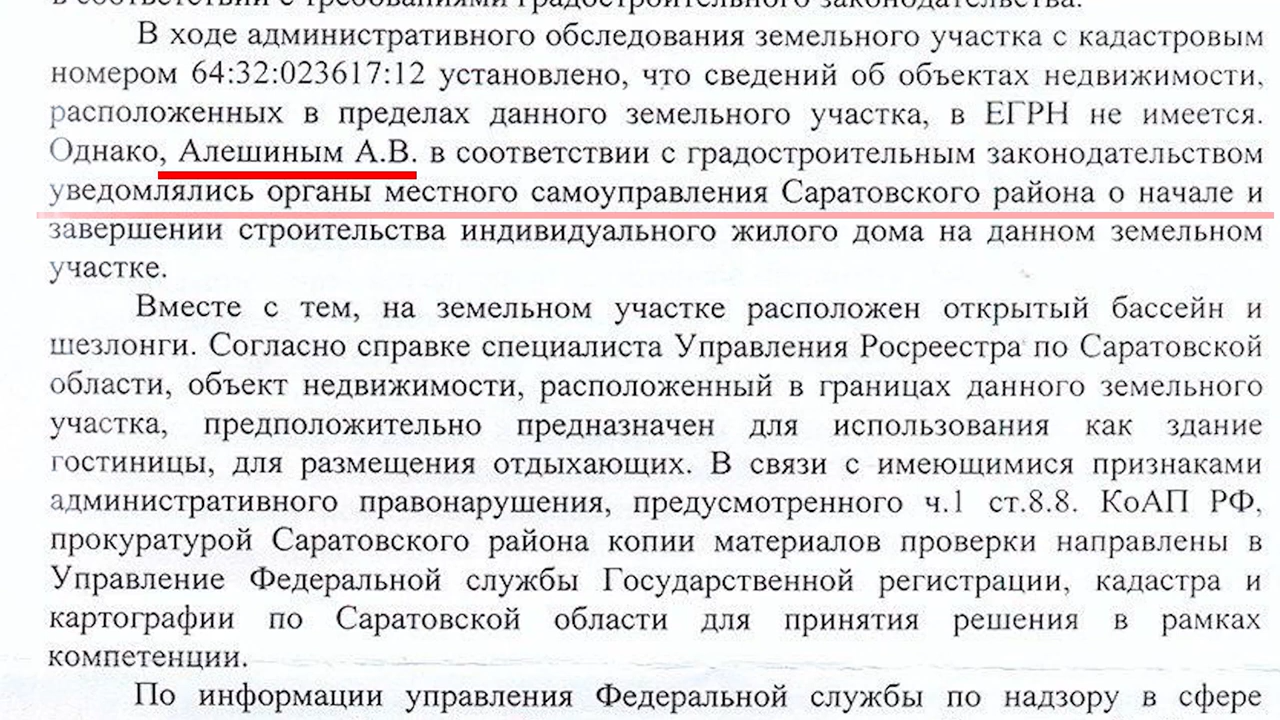 в соответствии с требованиями градостроительного законодательства.
В ходе административного обследования земельного участка с кадастровым
номером 64:32:023617:12 установлено, что сведений об объектах недвижимости,
расположенных в пределах данного земельного участка, в ЕГРН не имеется.
Однако, Алешиным А.В. в соответствии с градостроительным законодательством
уведомлялись органы местного самоуправления Саратовского района о начале и
завершении строительства индивидуального жилого дома на данном земельном
участке.
Вместе с тем, на земельном участке расположен открытый бассейн и
шезлонги. Согласно справке специалиста Управления Росреестра по Саратовской
области, объект недвижимости, расположенный в границах данного земельного
участка, предположительно предназначен для использования как здание
гостиницы, для размещения отдыхающих. В связи с имеющимися признаками
административного правонарушения, предусмотренного ч.1 ст.8.8. КоАП РФ,
прокуратурой Саратовского района копии материалов проверки направлены в
Управление Федеральной службы Государственной регистрации, кадастра и
картографии по Саратовской области для принятия решения в рамках
компетенции.
По информации управления Федеральной службы по надзору в сфере